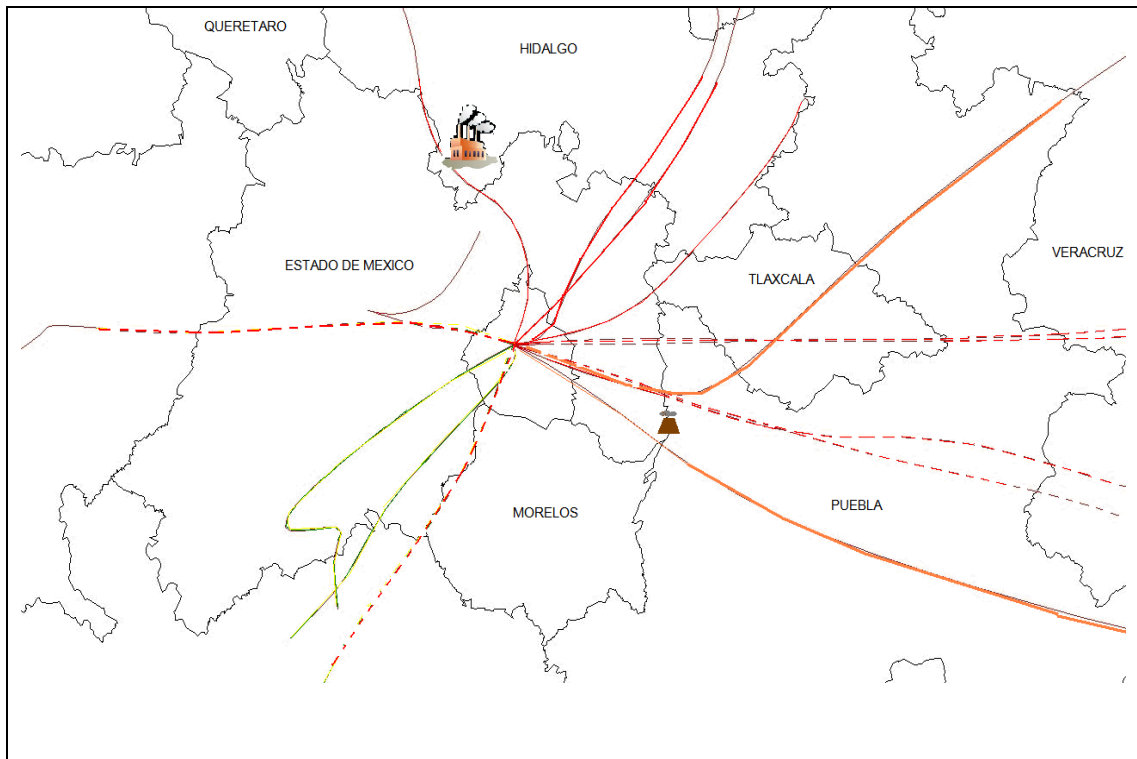 QUERETARO
HIDALGO
ESTADO DE MEXICO
TLAXCALA
VERACRUZ
MORELOS
PUEBLA